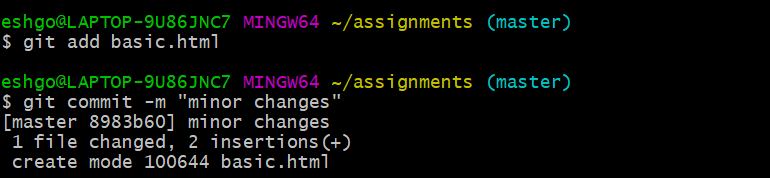 eshgo@LAPTOP-9U86JNC7 MINGW64 ~/assignments (master)
$ git add basic.html
eshgo@LAPTOP-9U86JNC7 MINGW64 ~/assignments (master)
$ git commit -m "minor changes"
[master 8983b60] minor changes
 1 file changed, 2 insertions(+)
 create mode 100644 basic.html